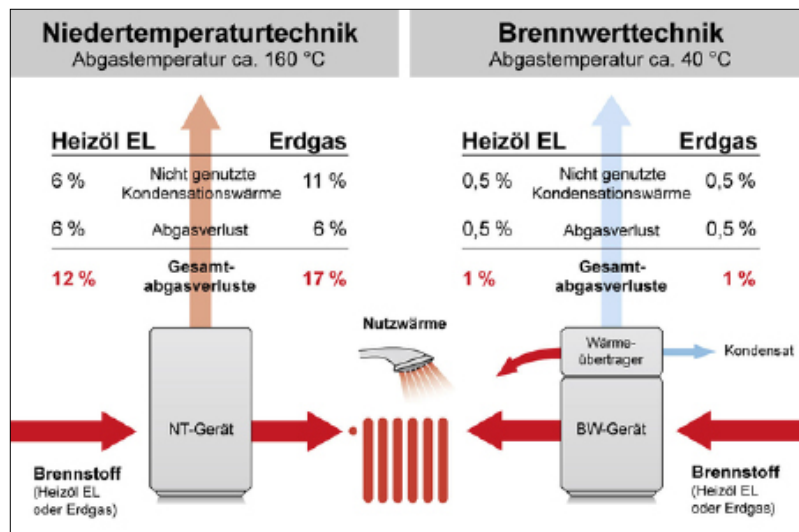 Niedertemperaturtechnik
Abgastemperatur ca. 160 °C
Heizöl EL Erdgas
6 % Nicht genutzte Kondensationswärme 11 %
6 % Abgasverlust 6 %
12 % Gesamt-abgasverluste 17 %
NT-Gerät
Brennstoff
(Heizöl EL
oder Erdgas)
Nutzwärme
Brennwerttechnik
Abgastemperatur ca. 40 °C
Heizöl EL Erdgas
0,5 % Nicht genutzte Kondensationswärme 0,5 %
0,5 % Abgasverlust 0,5 %
1 % Gesamt-abgasverluste 1 %
Wärme-
übertrager
Kondensat
BW-Gerät
Brennstoff
(Heizöl EL
oder Erdgas)